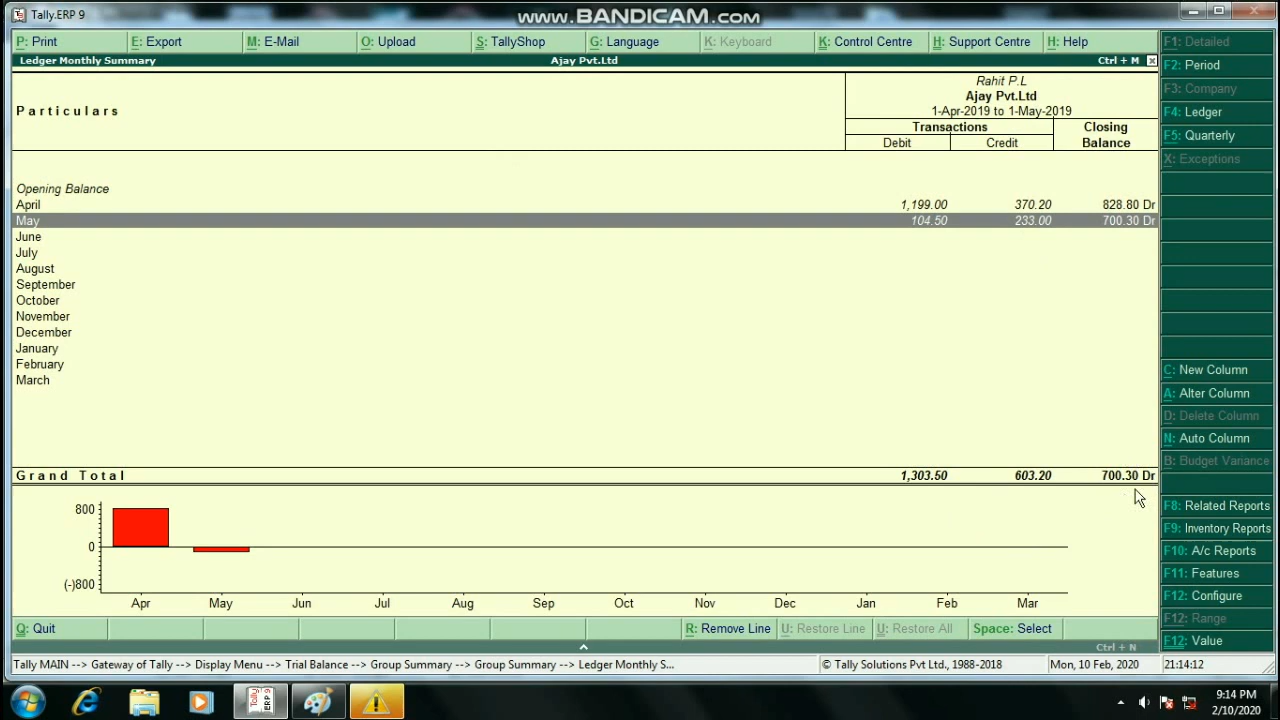 Tally.ERP 9
www.BANDICAM.com
P: Print E: Export M: E-Mail O: Upload S: TallyShop G: Language K: Keyboard K: Control Centre H: Support Centre H: Help
Ledger Monthly Summary Ajay Pvt.Ltd Ctrl + M
Particulars
Rahit P.L
Ajay Pvt.Ltd
1-Apr-2019 to 1-May-2019
Transactions Closing
Debit Credit Balance
Opening Balance
April 1,199.00 370.20 828.80 Dr
May 104.50 233.00 700.30 Dr
June
July
August
September
October
November
December
January
February
March
Grand Total 1,303.50 603.20 700.30 Dr
800
0
(-)800
Apr May Jun Jul Aug Sep Oct Nov Dec Jan Feb Mar
Q: Quit R: Remove Line U: Restore Line U: Restore All Space: Select
Ctrl + N
Tally MAIN --> Gateway of Tally --> Display Menu --> Trial Balance --> Group Summary --> Group Summary --> Ledger Monthly S... © Tally Solutions Pvt Ltd., 1988-2018 Mon, 10 Feb, 2020 21:14:12
F1: Detailed
F2: Period
F3: Company
F4: Ledger
F5: Quarterly
X: Exceptions
C: New Column
A: Alter Column
D: Delete Column
N: Auto Column
B: Budget Variance
F8: Related Reports
F9: Inventory Reports
F10: A/c Reports
F11: Features
F12: Configure
F12: Range
F12: Value
Tally
ERP 9
9:14 PM
2/10/2020